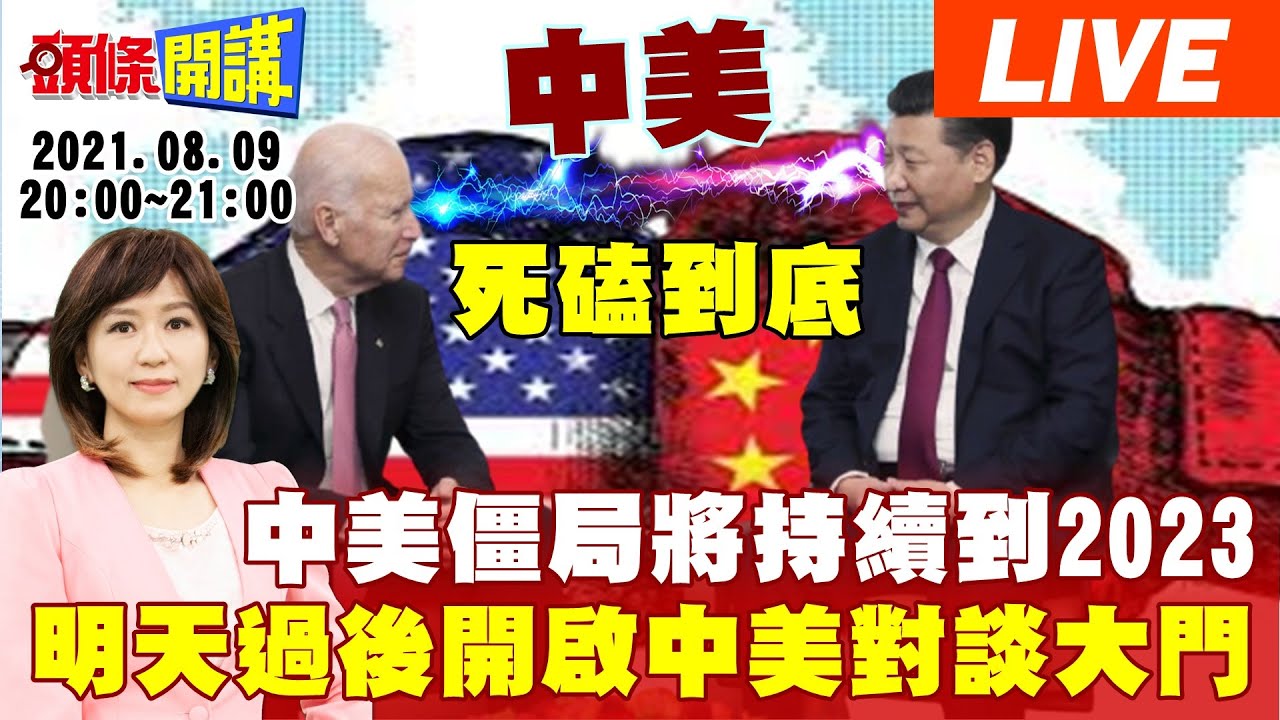 頭條開講
LIVE
2021.08.09
20:00~21:00
中美
死磕到底
中美僵局將持續到2023
明天過後開啟中美對談大門